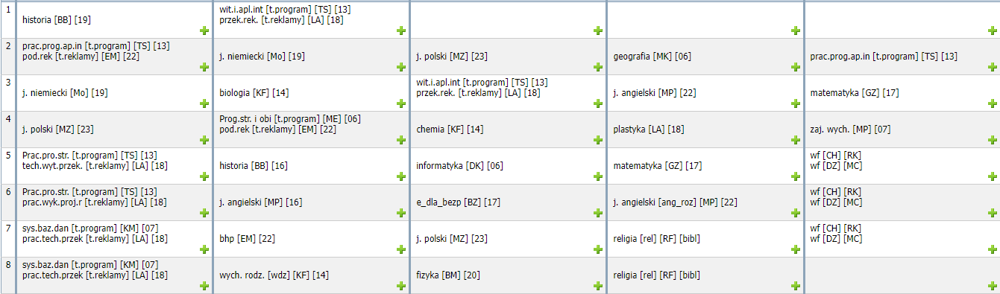 1
historia [BB] [19]
wit.i.apl.int [t.program] [TS] [13]
przek.rek. [t.reklamy] [LA] [18]
2
prac.prog.ap.in [t.program] [TS] [13]
pod.rek [t.reklamy] [EM] [22]
j. niemiecki [Mo] [19]
j. polski [MZ] [23]
geografia [MK] [06]
prac.prog.ap.in [t.program] [TS] [13]
3
j. niemiecki [Mo] [19]
biologia [KF] [14]
wit.i.apl.int [t.program] [TS] [13]
przek.rek. [t.reklamy] [LA] [18]
j. angielski [MP] [22]
matematyka [GZ] [17]
4
j. polski [MZ] [23]
Prog.str. i obi [t.program] [ME] [06]
pod.rek [t.reklamy] [EM] [22]
chemia [KF] [14]
plastyka [LA] [18]
zaj. wych. [MP] [07]
5
Prac.pro.str. [t.program] [TS] [13]
tech.wyt.przek. [t.reklamy] [LA] [18]
historia [BB] [16]
informatyka [DK] [06]
matematyka [GZ] [17]
wf [CH] [RK]
wf [DZ] [MC]
6
Prac.pro.str. [t.program] [TS] [13]
prac.wyk.proj.r [t.reklamy] [LA] [18]
j. angielski [MP] [16]
e_dla_bezp [BZ] [17]
j. angielski [ang_roz] [MP] [22]
wf [CH] [RK]
wf [DZ] [MC]
7
sys.baz.dan [t.program] [KM] [07]
prac.tech.przek [t.reklamy] [LA] [18]
bhp [EM] [22]
j. polski [MZ] [23]
religia [rel] [RF] [bibl]
wf [CH] [RK]
wf [DZ] [MC]
8
sys.baz.dan [t.program] [KM] [07]
prac.tech.przek [t.reklamy] [LA] [18]
wych. rodz. [wdz] [KF] [14]
fizyka [BM] [20]
religia [rel] [RF] [bibl]